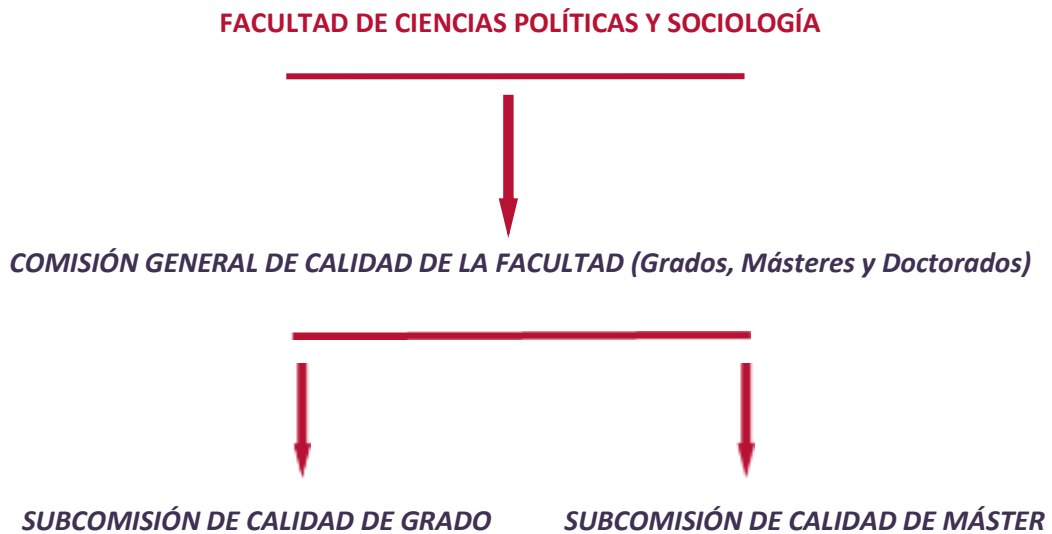 FACULTAD DE CIENCIAS POLÍTICAS Y SOCIOLOGÍA
COMISIÓN GENERAL DE CALIDAD DE LA FACULTAD (Grados, Másteres y Doctorados)
SUBCOMISIÓN DE CALIDAD DE GRADO
SUBCOMISIÓN DE CALIDAD DE MÁSTER